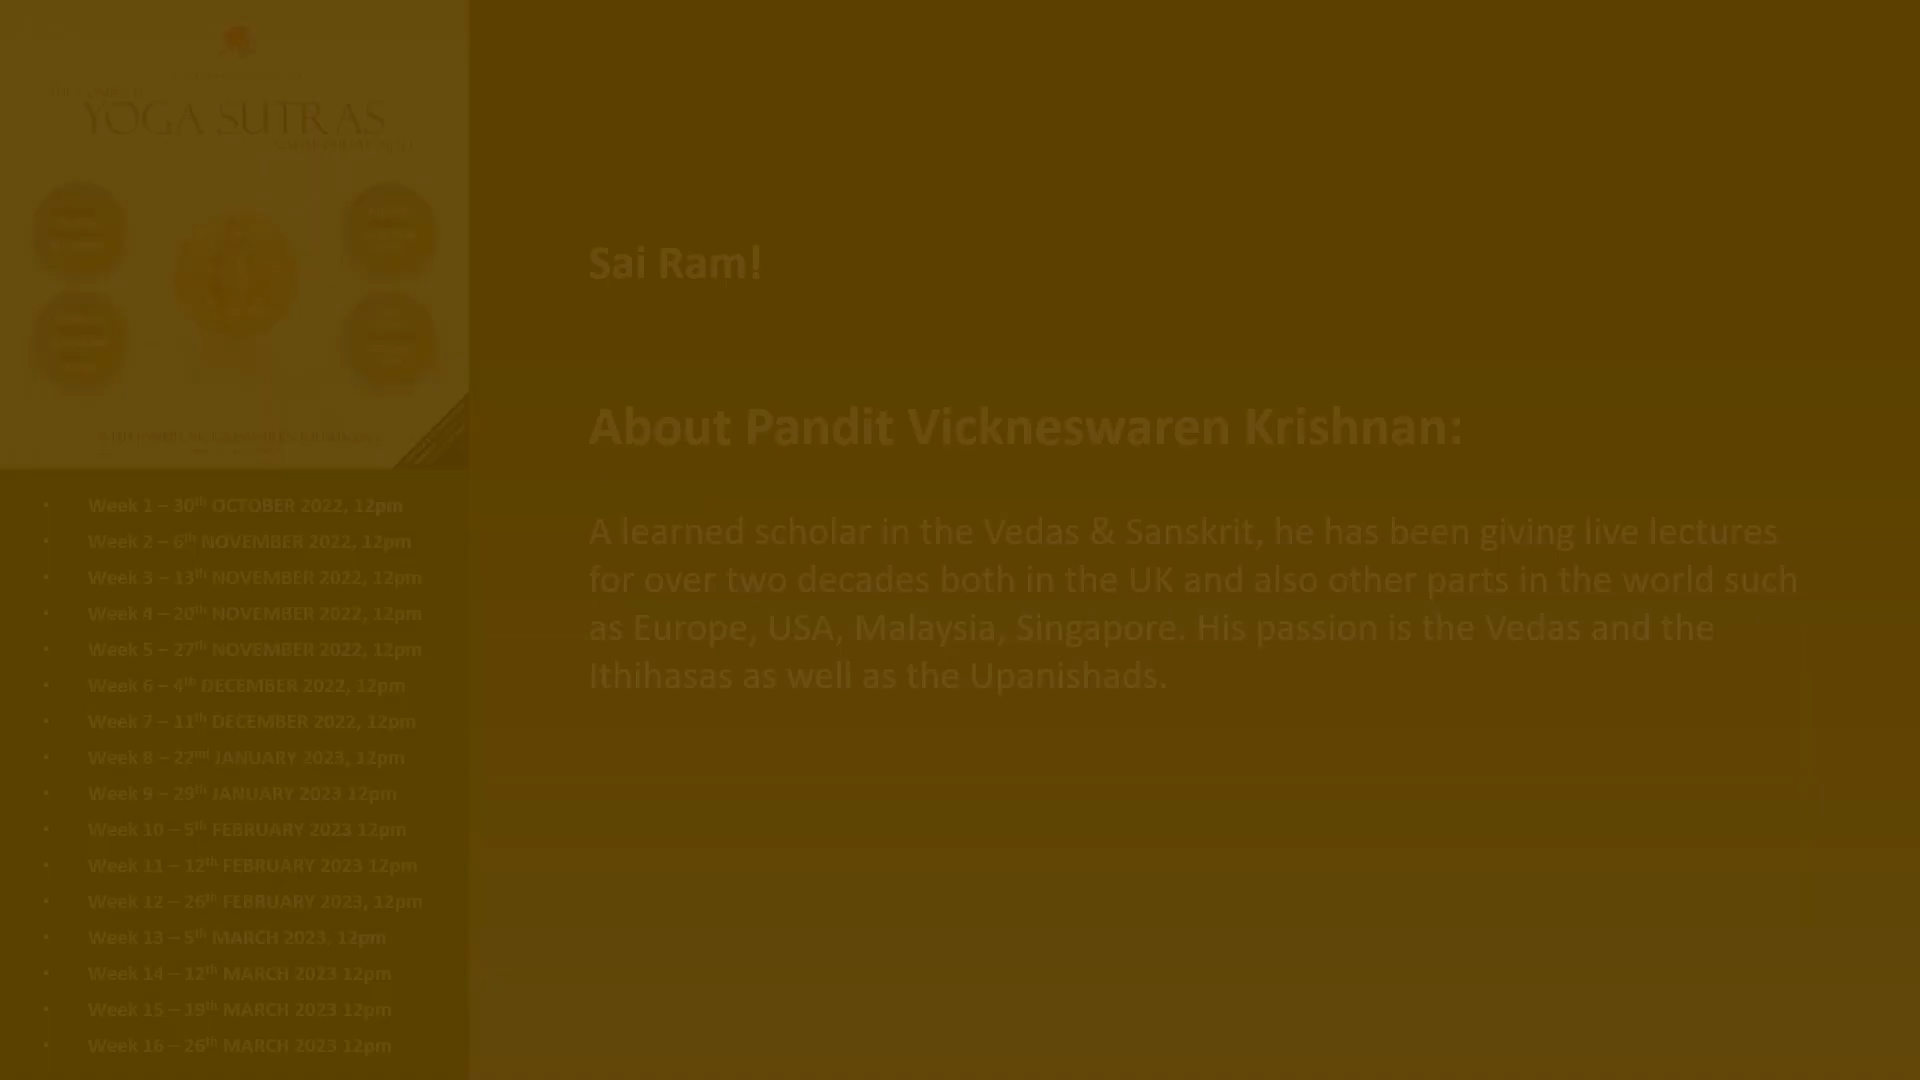 YOGA SUTRAS
• Week 1 – 30th OCTOBER 2022, 12pm
• Week 2 – 6th NOVEMBER 2022, 12pm
• Week 3 – 13th NOVEMBER 2022, 12pm
• Week 4 – 20th NOVEMBER 2022, 12pm
• Week 5 – 27th NOVEMBER 2022, 12pm
• Week 6 – 4th DECEMBER 2022, 12pm
• Week 7 – 11th DECEMBER 2022, 12pm
• Week 8 – 22nd JANUARY 2023, 12pm
• Week 9 – 29th JANUARY 2023 12pm
• Week 10 – 5th FEBRUARY 2023 12pm
• Week 11 – 12th FEBRUARY 2023 12pm
• Week 12 – 26th FEBRUARY 2023, 12pm
• Week 13 – 5th MARCH 2023, 12pm
• Week 14 – 12th MARCH 2023 12pm
• Week 15 – 19th MARCH 2023 12pm
• Week 16 – 26th MARCH 2023 12pm
Sai Ram!
About Pandit Vickneswaren Krishnan:
A learned scholar in the Vedas & Sanskrit, he has been giving live lectures
for over two decades both in the UK and also other parts in the world such
as Europe, USA, Malaysia, Singapore. His passion is the Vedas and the
Ithihasas as well as the Upanishads.